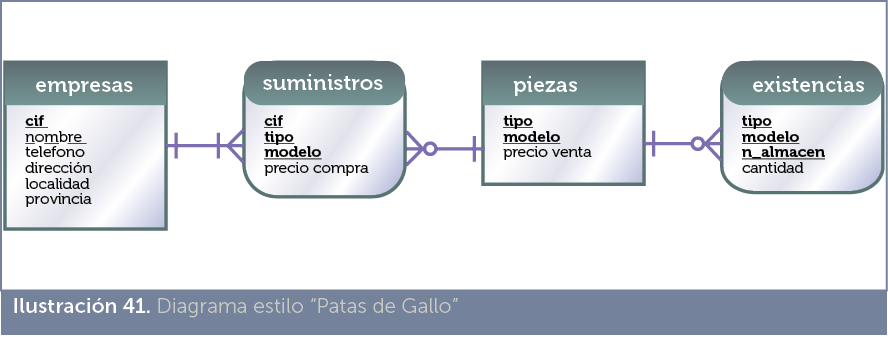 empresas
cif
nombre
telefono
dirección
localidad
provincia
suministros
cif
tipo
modelo
precio compra
piezas
tipo
modelo
precio venta
existencias
tipo
modelo
n_almacen
cantidad
Ilustración 41. Diagrama estilo “Patas de Gallo”